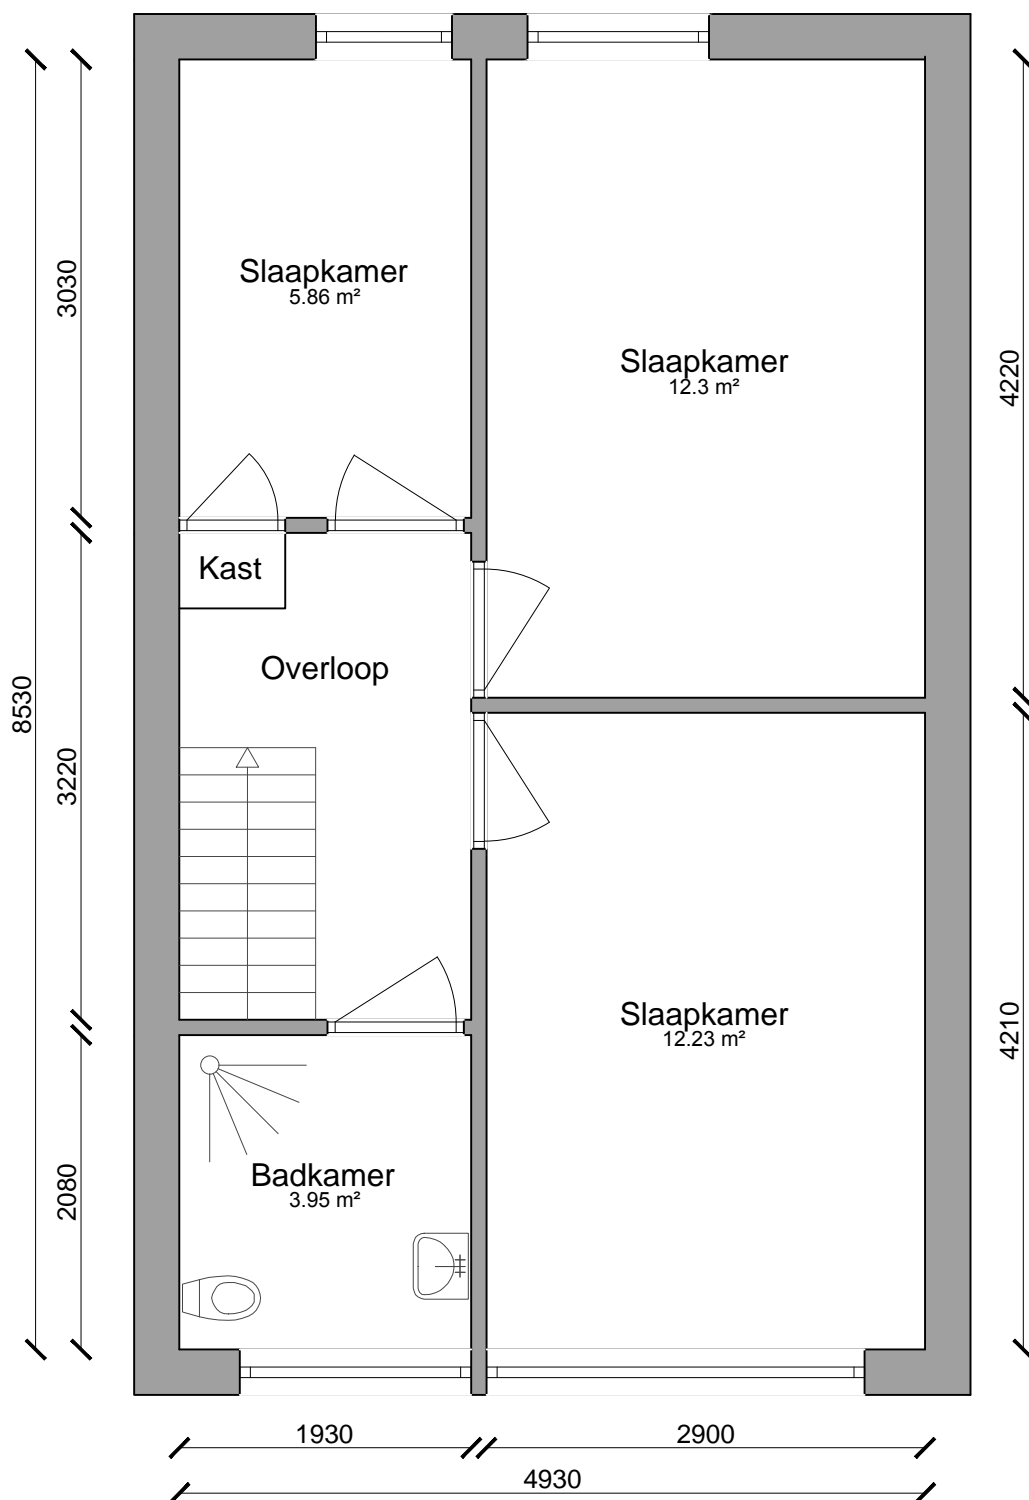 Slaapkamer
5.86 m²
3030
Slaapkamer
12.3 m²
4220
Kast
Overloop
8530
3220
Slaapkamer
12.23 m²
4210
Badkamer
3.95 m²
2080
1930
2900
4930